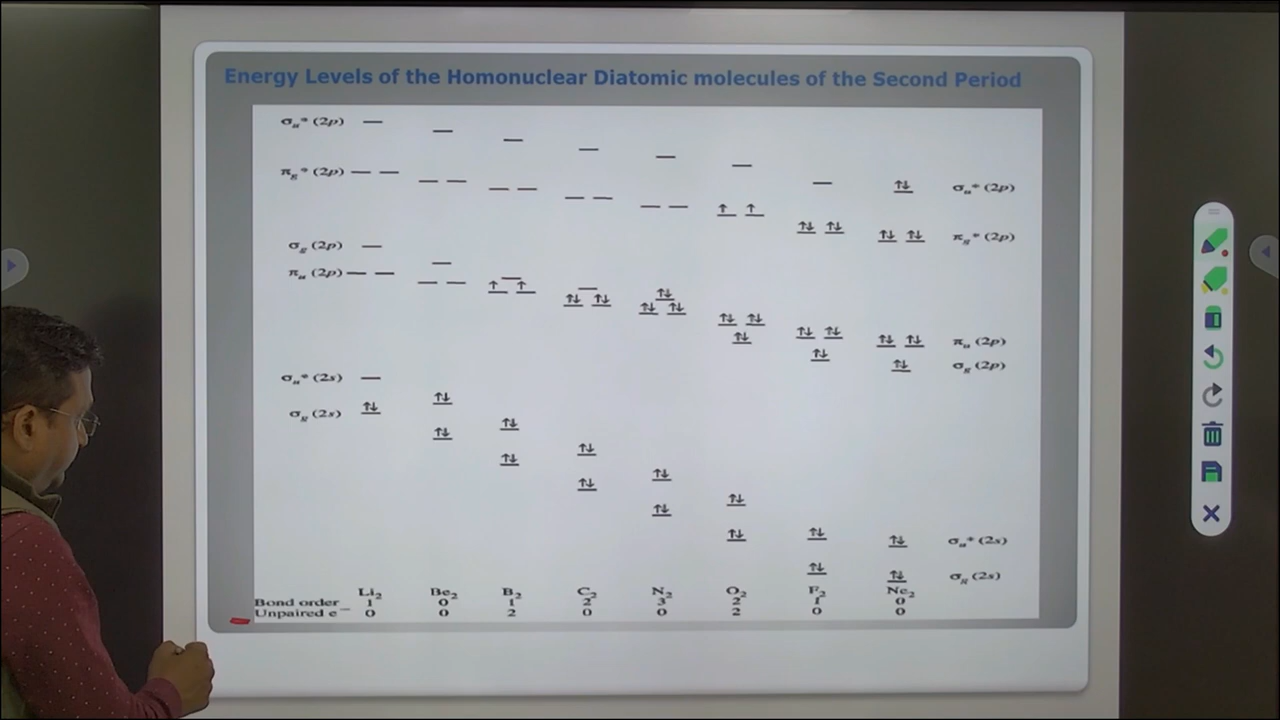 Energy Levels of the Homonuclear Diatomic molecules of the Second Period
σu* (2p)
πg* (2p)
σu* (2p)
πg* (2p)
σg (2p)
πu (2p)
πu (2p)
σg (2p)
σu* (2s)
σg (2s)
σu* (2s)
σg (2s)
Li2 Be2 B2 C2 N2 O2 F2 Ne2
Bond order 1 0 1 2 3 2 1 0
Unpaired e− 0 0 2 0 0 2 0 0